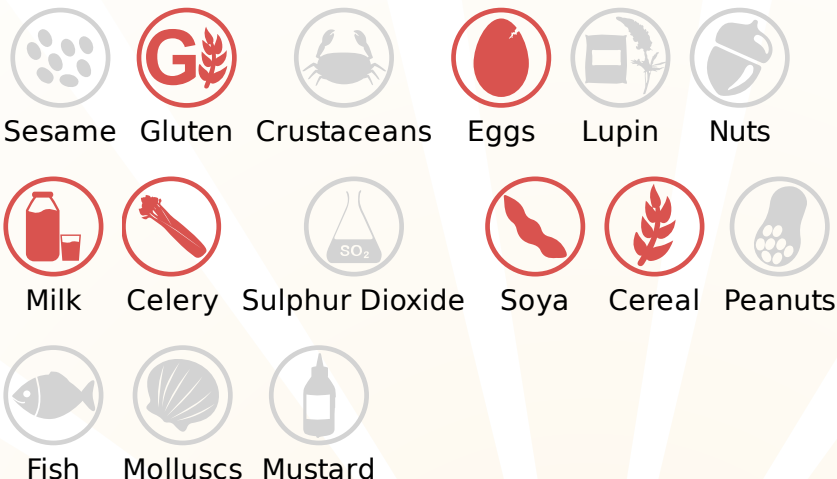 G
Sesame Gluten Crustaceans Eggs Lupin Nuts
SO₂
Milk Celery Sulphur Dioxide Soya Cereal Peanuts
Fish Molluscs Mustard